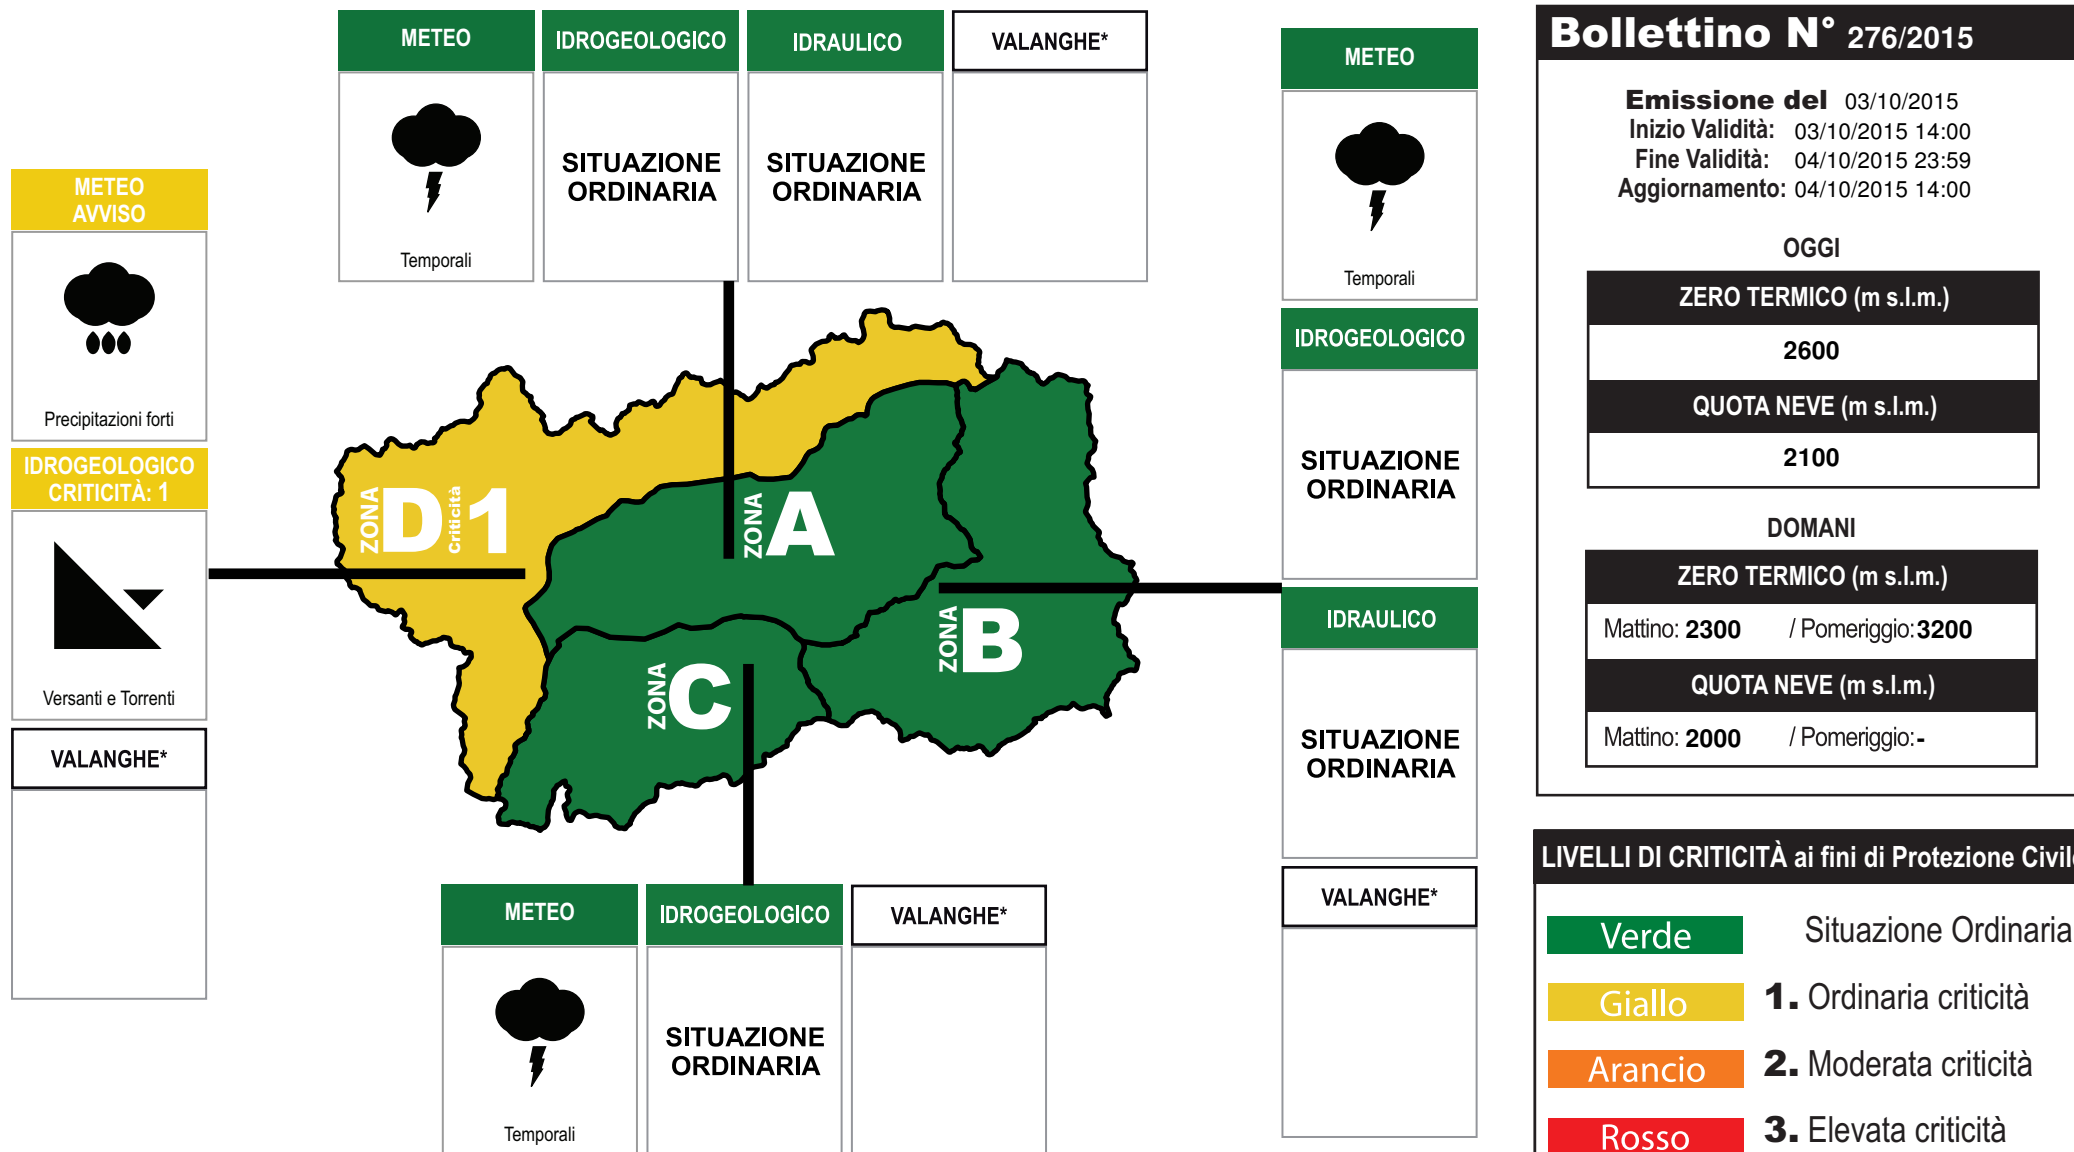 METEO
IDROGEOLOGICO
IDRAULICO
VALANGHE*
Temporali
SITUAZIONE
ORDINARIA
SITUAZIONE
ORDINARIA
METEO
AVVISO
Precipitazioni forti
IDROGEOLOGICO
CRITICITÀ: 1
Versanti e Torrenti
VALANGHE*
ZONA D Criticità 1
ZONA A
ZONA B
ZONA C
METEO
Temporali
IDROGEOLOGICO
SITUAZIONE
ORDINARIA
IDRAULICO
SITUAZIONE
ORDINARIA
VALANGHE*
METEO
IDROGEOLOGICO
VALANGHE*
Temporali
SITUAZIONE
ORDINARIA
Bollettino N° 276/2015
Emissione del 03/10/2015
Inizio Validità: 03/10/2015 14:00
Fine Validità: 04/10/2015 23:59
Aggiornamento: 04/10/2015 14:00
OGGI
ZERO TERMICO (m s.l.m.)
2600
QUOTA NEVE (m s.l.m.)
2100
DOMANI
ZERO TERMICO (m s.l.m.)
Mattino: 2300 / Pomeriggio: 3200
QUOTA NEVE (m s.l.m.)
Mattino: 2000 / Pomeriggio: -
LIVELLI DI CRITICITÀ ai fini di Protezione Civile
Verde Situazione Ordinaria
Giallo 1. Ordinaria criticità
Arancio 2. Moderata criticità
Rosso 3. Elevata criticità